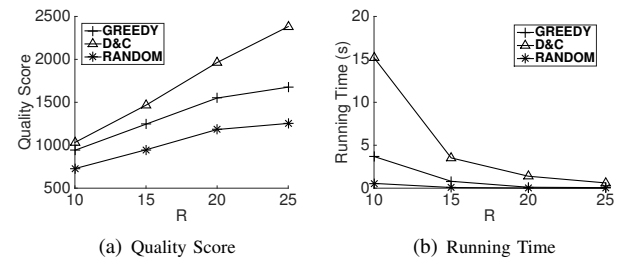 2500
2000
1500
1000
500
Quality Score
GREEDY
D&C
RANDOM
10 15 20 25
R
(a) Quality Score
20
15
10
5
0
Running Time (s)
GREEDY
D&C
RANDOM
10 15 20 25
R
(b) Running Time